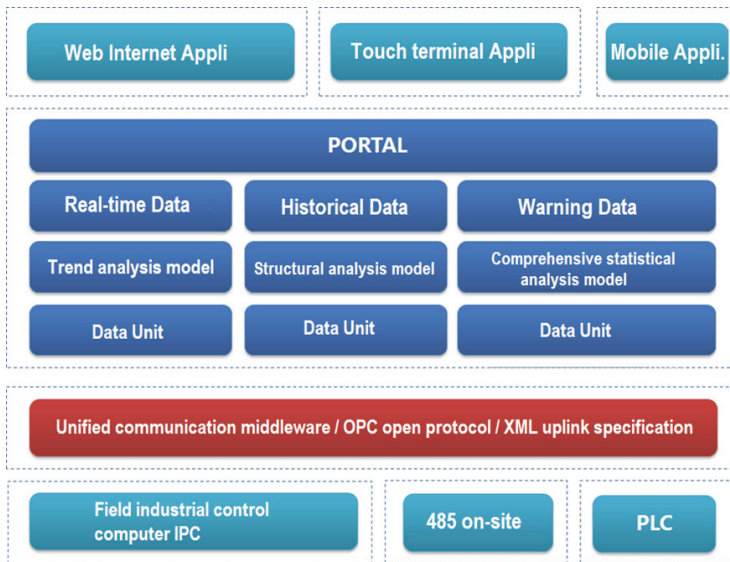 Web Internet Appli
Touch terminal Appli
Mobile Appli.
PORTAL
Real-time Data
Historical Data
Warning Data
Trend analysis model
Structural analysis model
Comprehensive statistical
analysis model
Data Unit
Data Unit
Data Unit
Unified communication middleware / OPC open protocol / XML uplink specification
Field industrial control
computer IPC
485 on-site
PLC